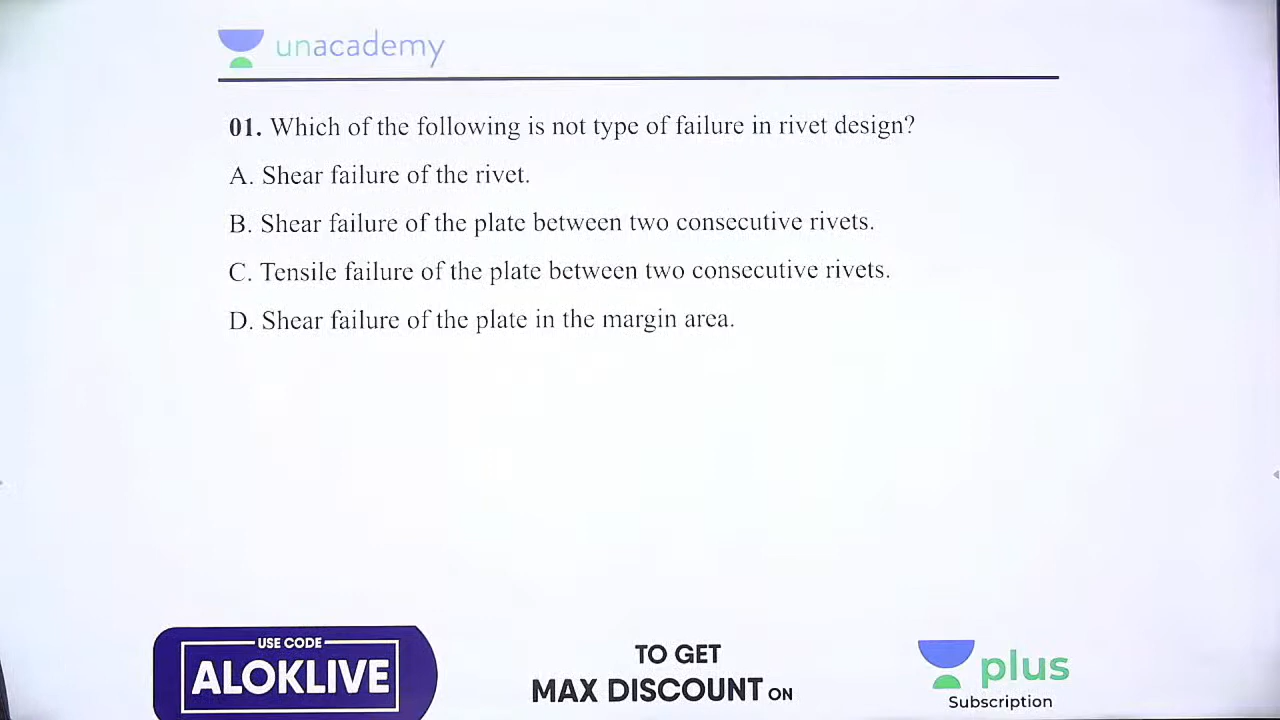 unacademy
01. Which of the following is not type of failure in rivet design?
A. Shear failure of the rivet.
B. Shear failure of the plate between two consecutive rivets.
C. Tensile failure of the plate between two consecutive rivets.
D. Shear failure of the plate in the margin area.
USE CODE
ALOKLIVE
TO GET
MAX DISCOUNT ON
plus
Subscription